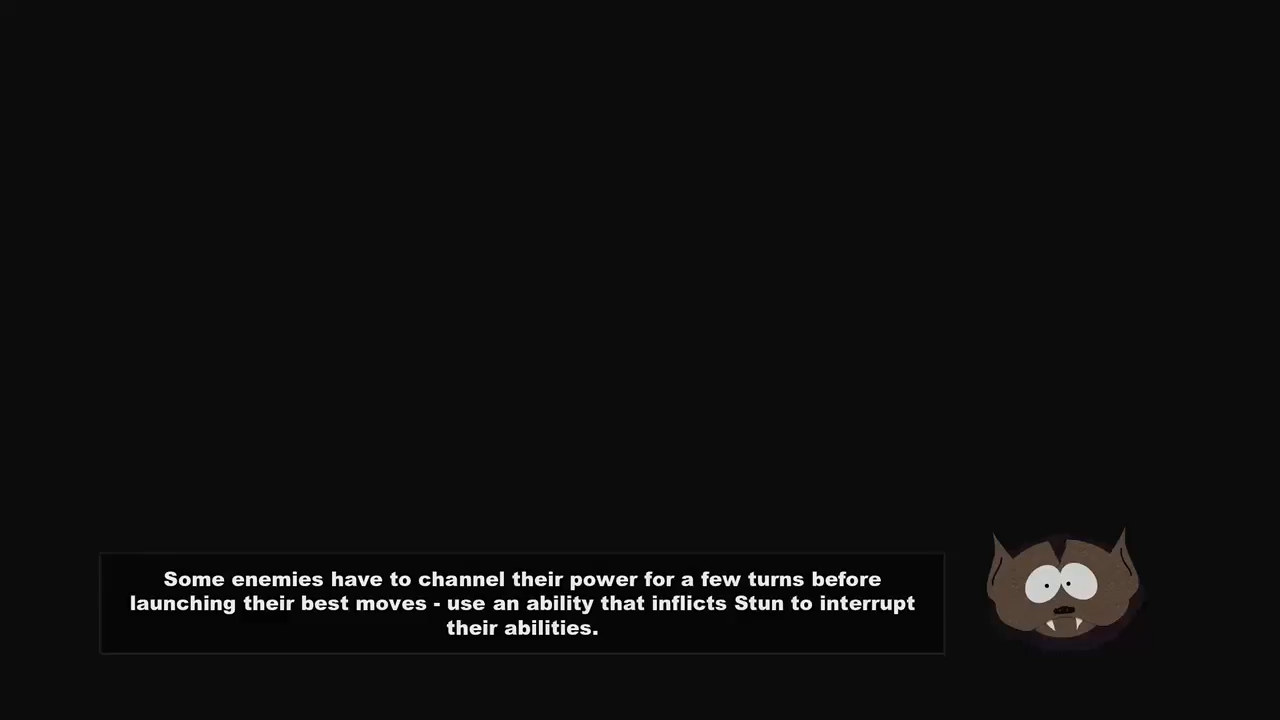 Some enemies have to channel their power for a few turns before
launching their best moves - use an ability that inflicts Stun to interrupt
their abilities.